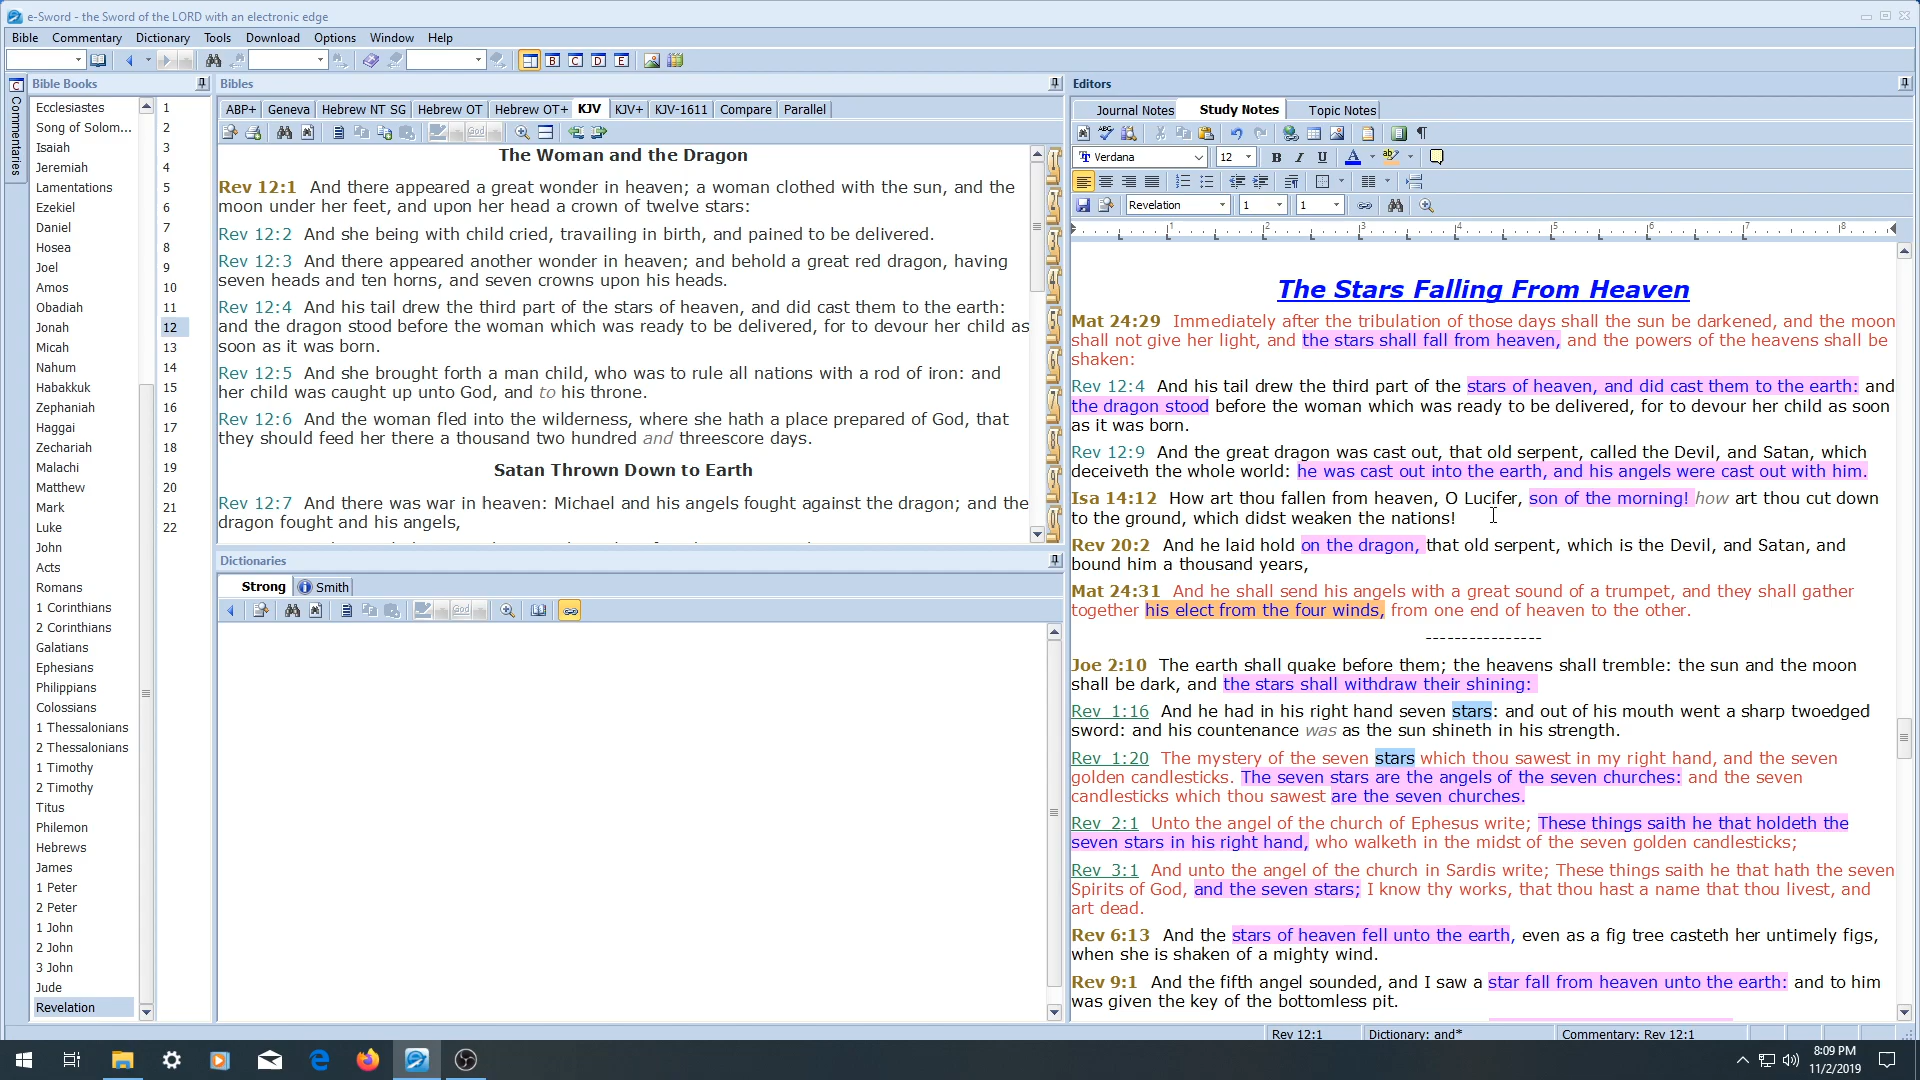 e-Sword - the Sword of the LORD with an electronic edge
Bible Commentary Dictionary Tools Download Options Window Help
B C D E
C Commentaries
Bible Books
Ecclesiastes 1
Song of Solom... 2
Isaiah 3
Jeremiah 4
Lamentations 5
Ezekiel 6
Daniel 7
Hosea 8
Joel 9
Amos 10
Obadiah 11
Jonah 12
Micah 13
Nahum 14
Habakkuk 15
Zephaniah 16
Haggai 17
Zechariah 18
Malachi 19
Matthew 20
Mark 21
Luke 22
John
Acts
Romans
1 Corinthians
2 Corinthians
Galatians
Ephesians
Philippians
Colossians
1 Thessalonians
2 Thessalonians
1 Timothy
2 Timothy
Titus
Philemon
Hebrews
James
1 Peter
2 Peter
1 John
2 John
3 John
Jude
Revelation
Bibles
ABP+ Geneva Hebrew NT SG Hebrew OT Hebrew OT+ KJV KJV+ KJV-1611 Compare Parallel
God
The Woman and the Dragon
Rev 12:1 And there appeared a great wonder in heaven; a woman clothed with the sun, and the
moon under her feet, and upon her head a crown of twelve stars:
Rev 12:2 And she being with child cried, travailing in birth, and pained to be delivered.
Rev 12:3 And there appeared another wonder in heaven; and behold a great red dragon, having
seven heads and ten horns, and seven crowns upon his heads.
Rev 12:4 And his tail drew the third part of the stars of heaven, and did cast them to the earth:
and the dragon stood before the woman which was ready to be delivered, for to devour her child as
soon as it was born.
Rev 12:5 And she brought forth a man child, who was to rule all nations with a rod of iron: and
her child was caught up unto God, and to his throne.
Rev 12:6 And the woman fled into the wilderness, where she hath a place prepared of God, that
they should feed her there a thousand two hundred and threescore days.
Satan Thrown Down to Earth
Rev 12:7 And there was war in heaven: Michael and his angels fought against the dragon; and the
dragon fought and his angels,
1
2
3
4
5
6
7
8
9
0
Dictionaries
Strong Smith
God
Editors
Journal Notes Study Notes Topic Notes
Verdana 12 B I U A ab
Revelation 1 1
1 2 3 4 5 6 7 8
The Stars Falling From Heaven
Mat 24:29 Immediately after the tribulation of those days shall the sun be darkened, and the moon
shall not give her light, and the stars shall fall from heaven, and the powers of the heavens shall be
shaken:
Rev 12:4 And his tail drew the third part of the stars of heaven, and did cast them to the earth: and
the dragon stood before the woman which was ready to be delivered, for to devour her child as soon
as it was born.
Rev 12:9 And the great dragon was cast out, that old serpent, called the Devil, and Satan, which
deceiveth the whole world: he was cast out into the earth, and his angels were cast out with him.
Isa 14:12 How art thou fallen from heaven, O Lucifer, son of the morning! how art thou cut down
to the ground, which didst weaken the nations!
Rev 20:2 And he laid hold on the dragon, that old serpent, which is the Devil, and Satan, and
bound him a thousand years,
Mat 24:31 And he shall send his angels with a great sound of a trumpet, and they shall gather
together his elect from the four winds, from one end of heaven to the other.
----------------
Joe 2:10 The earth shall quake before them; the heavens shall tremble: the sun and the moon
shall be dark, and the stars shall withdraw their shining:
Rev 1:16 And he had in his right hand seven stars: and out of his mouth went a sharp twoedged
sword: and his countenance was as the sun shineth in his strength.
Rev 1:20 The mystery of the seven stars which thou sawest in my right hand, and the seven
golden candlesticks. The seven stars are the angels of the seven churches: and the seven
candlesticks which thou sawest are the seven churches.
Rev 2:1 Unto the angel of the church of Ephesus write; These things saith he that holdeth the
seven stars in his right hand, who walketh in the midst of the seven golden candlesticks;
Rev 3:1 And unto the angel of the church in Sardis write; These things saith he that hath the seven
Spirits of God, and the seven stars; I know thy works, that thou hast a name that thou livest, and
art dead.
Rev 6:13 And the stars of heaven fell unto the earth, even as a fig tree casteth her untimely figs,
when she is shaken of a mighty wind.
Rev 9:1 And the fifth angel sounded, and I saw a star fall from heaven unto the earth: and to him
was given the key of the bottomless pit.
Rev 12:1 Dictionary: and* Commentary: Rev 12:1
8:09 PM
11/2/2019